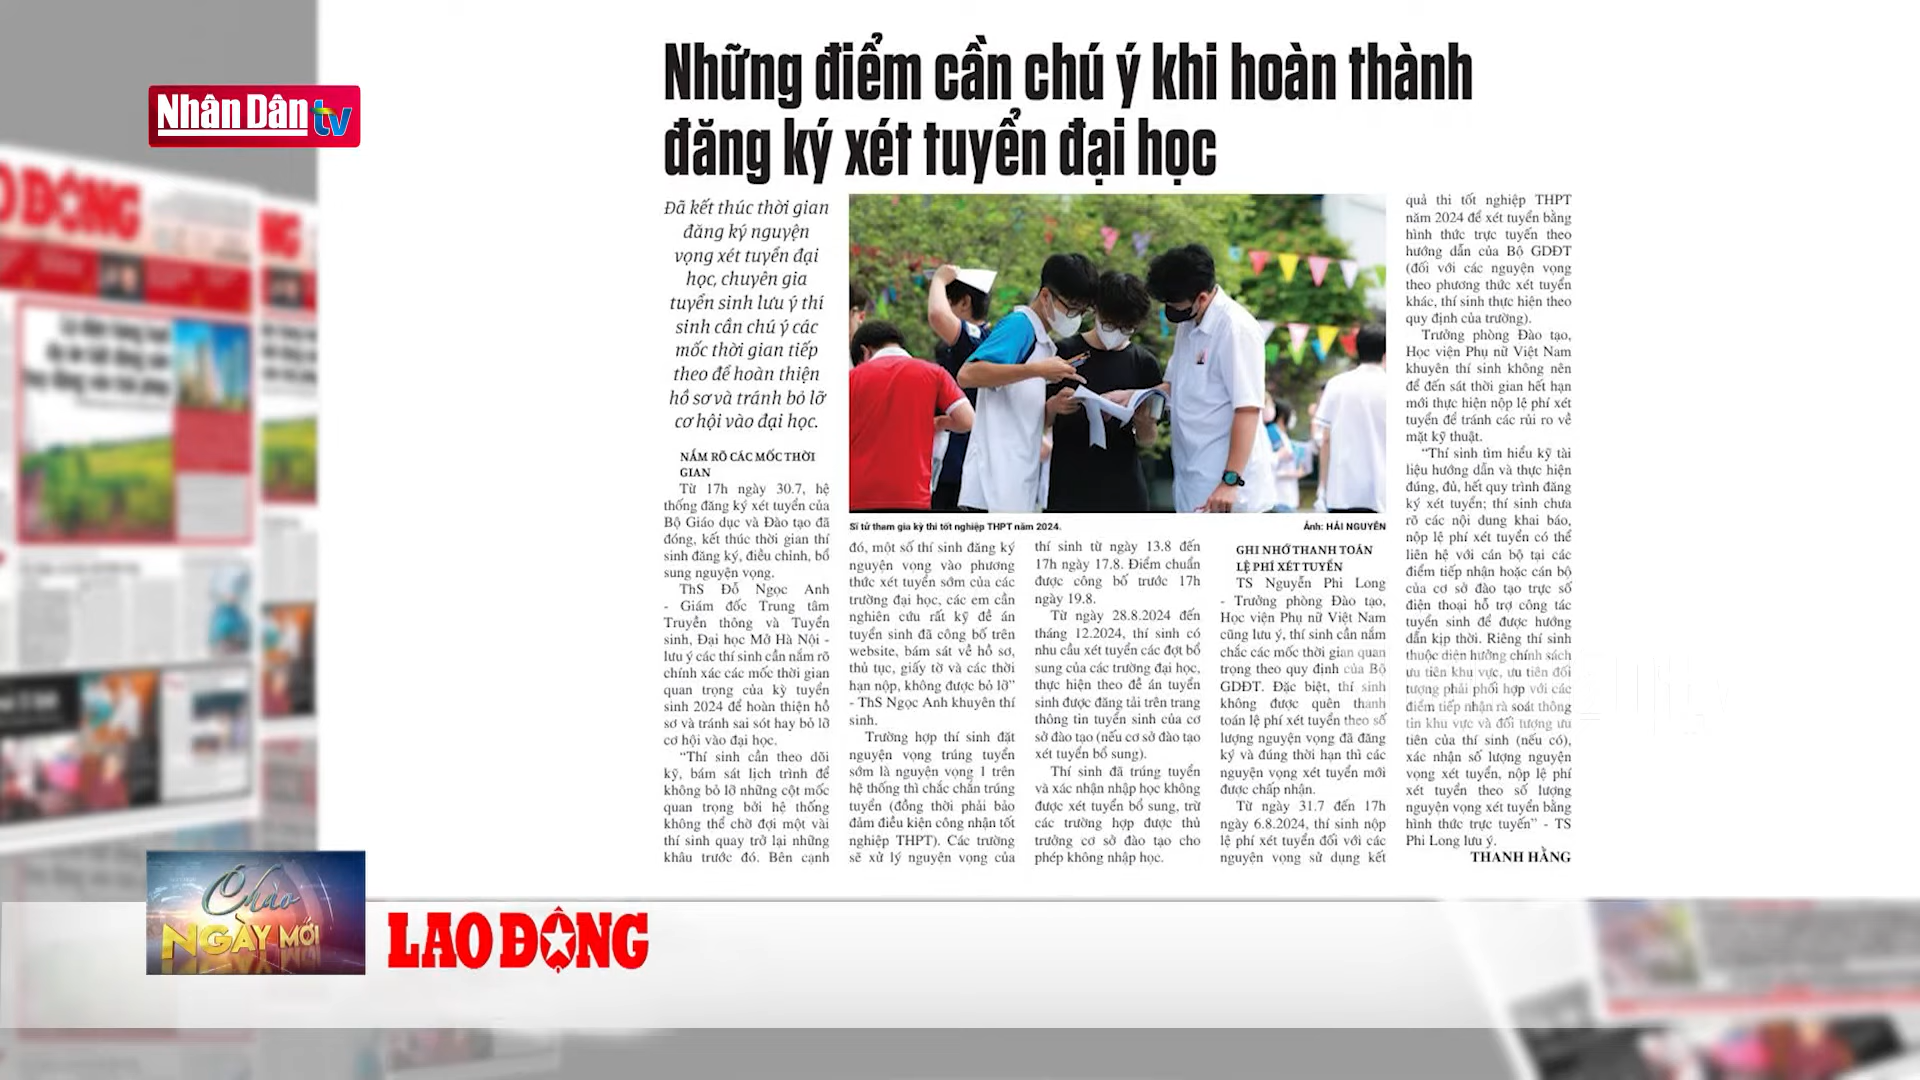 Nhân Dân tv
LAO ĐỘNG
Những điểm cần chú ý khi hoàn thành
đăng ký xét tuyển đại học
Đã kết thúc thời gian
đăng ký nguyện
vọng xét tuyển đại
học, chuyên gia
tuyển sinh lưu ý thí
sinh cần chú ý các
mốc thời gian tiếp
theo để hoàn thiện
hồ sơ và tránh bỏ lỡ
cơ hội vào đại học.
NẮM RÕ CÁC MỐC THỜI
GIAN
Từ 17h ngày 30.7, hệ
thống đăng ký xét tuyển của
Bộ Giáo dục và Đào tạo đã
đóng, kết thúc thời gian thí
sinh đăng ký, điều chỉnh, bổ
sung nguyện vọng.
ThS Đỗ Ngọc Anh
- Giám đốc Trung tâm
Truyền thông và Tuyển
sinh, Đại học Mở Hà Nội -
lưu ý các thí sinh cần nắm rõ
chính xác các mốc thời gian
quan trọng của kỳ tuyển
sinh 2024 để hoàn thiện hồ
sơ và tránh sai sót hay bỏ lỡ
cơ hội vào đại học.
"Thí sinh cần theo dõi
kỹ, bám sát lịch trình để
không bỏ lỡ những cột mốc
quan trọng bởi hệ thống
không thể chờ đợi một vài
thí sinh quay trở lại những
khâu trước đó. Bên cạnh
Sĩ tử tham gia kỳ thi tốt nghiệp THPT năm 2024.
Ảnh: HẢI NGUYỄN
đó, một số thí sinh đăng ký
nguyện vọng vào phương
thức xét tuyển sớm của các
trường đại học, các em cần
nghiên cứu rất kỹ đề án
tuyển sinh đã công bố trên
website, bám sát về hồ sơ,
thủ tục, giấy tờ và các thời
hạn nộp, không được bỏ lỡ"
- ThS Ngọc Anh khuyên thí
sinh.
Trường hợp thí sinh đặt
nguyện vọng trúng tuyển
sớm là nguyện vọng 1 trên
hệ thống thì chắc chắn trúng
tuyển (đồng thời phải bảo
đảm điều kiện công nhận tốt
nghiệp THPT). Các trường
sẽ xử lý nguyện vọng của
thí sinh từ ngày 13.8 đến
17h ngày 17.8. Điểm chuẩn
được công bố trước 17h
ngày 19.8.
Từ ngày 28.8.2024 đến
tháng 12.2024, thí sinh có
nhu cầu xét tuyển các đợt bổ
sung của các trường đại học,
thực hiện theo đề án tuyển
sinh được đăng tải trên trang
thông tin tuyển sinh của cơ
sở đào tạo (nếu cơ sở đào tạo
xét tuyển bổ sung).
Thí sinh đã trúng tuyển
và xác nhận nhập học không
được xét tuyển bổ sung, trừ
các trường hợp được thủ
trưởng cơ sở đào tạo cho
phép không nhập học.
GHI NHỚ THANH TOÁN
LỆ PHÍ XÉT TUYỂN
TS Nguyễn Phi Long
- Trưởng phòng Đào tạo,
Học viện Phụ nữ Việt Nam
cũng lưu ý, thí sinh cần nắm
chắc các mốc thời gian quan
trọng theo quy định của Bộ
GDĐT. Đặc biệt, thí sinh
không được quên thanh
toán lệ phí xét tuyển theo số
lượng nguyện vọng đã đăng
ký và đúng thời hạn thì các
nguyện vọng xét tuyển mới
được chấp nhận.
Từ ngày 31.7 đến 17h
ngày 6.8.2024, thí sinh nộp
lệ phí xét tuyển đối với các
nguyện vọng sử dụng kết
quả thi tốt nghiệp THPT
năm 2024 để xét tuyển bằng
hình thức trực tuyến theo
hướng dẫn của Bộ GDĐT
(đối với các nguyện vọng
theo phương thức xét tuyển
khác, thí sinh thực hiện theo
quy định của trường).
Trưởng phòng Đào tạo,
Học viện Phụ nữ Việt Nam
khuyên thí sinh không nên
để đến sát thời gian hết hạn
mới thực hiện nộp lệ phí xét
tuyển để tránh các rủi ro về
mặt kỹ thuật.
"Thí sinh tìm hiểu kỹ tài
liệu hướng dẫn và thực hiện
đúng, đủ, hết quy trình đăng
ký xét tuyển; thí sinh chưa
rõ các nội dung khai báo,
nộp lệ phí xét tuyển có thể
liên hệ với cán bộ tại các
điểm tiếp nhận hoặc cán bộ
của cơ sở đào tạo trực số
điện thoại hỗ trợ công tác
tuyển sinh để được hướng
dẫn kịp thời. Riêng thí sinh
thuộc diện hưởng chính sách
ưu tiên khu vực, ưu tiên đối
tượng phải phối hợp với các
điểm tiếp nhận rà soát thông
tin khu vực và đối tượng ưu
tiên của thí sinh (nếu có),
xác nhận số lượng nguyện
vọng xét tuyển, nộp lệ phí
xét tuyển theo số lượng
nguyện vọng xét tuyển bằng
hình thức trực tuyến" - TS
Phi Long lưu ý.
THANH HẰNG
Chào
NGÀY MỚI
LAO ĐỘNG